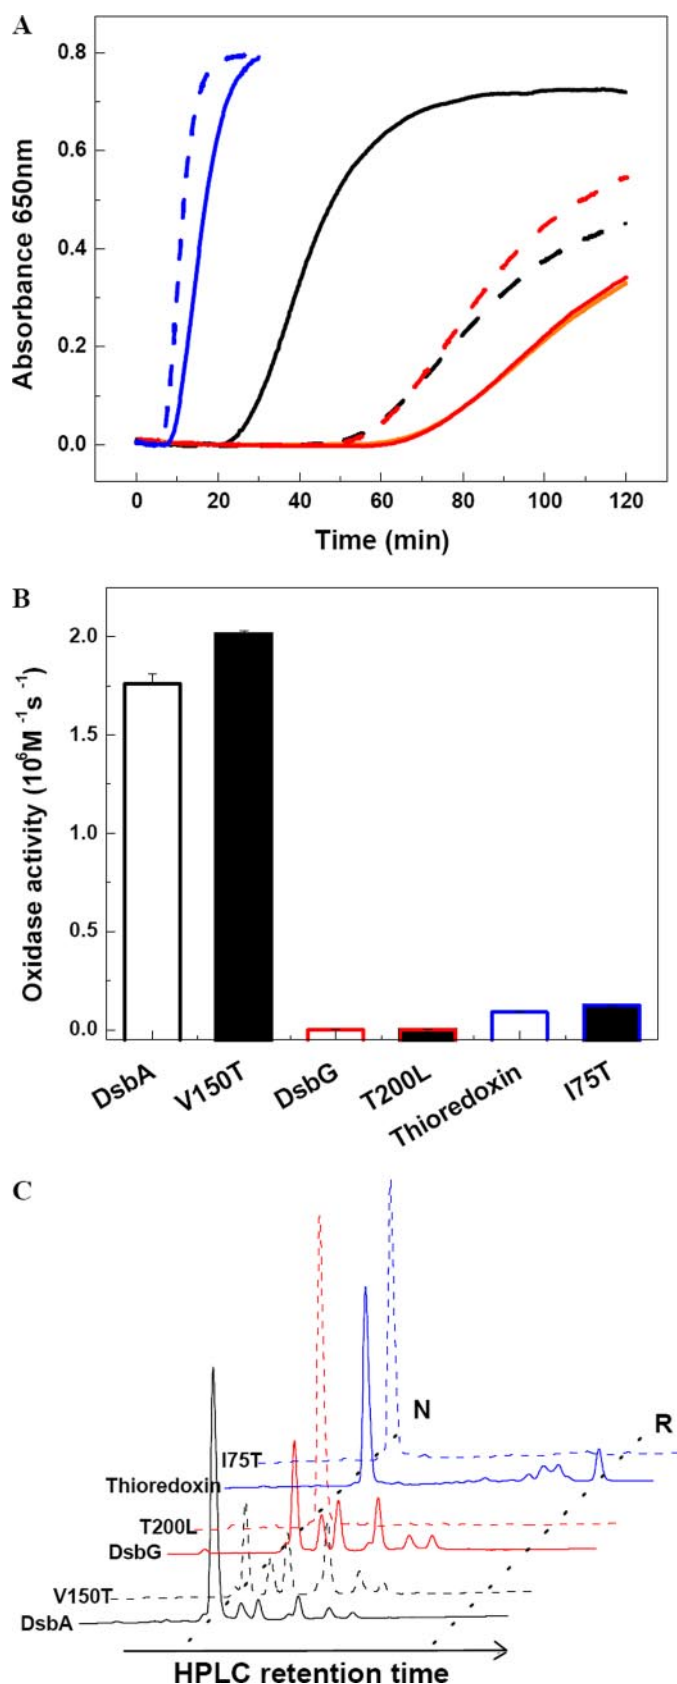 A
0.8
0.6
0.4
0.2
0.0
Absorbance 650nm
0 20 40 60 80 100 120
Time (min)
B
2.0
1.5
1.0
0.5
0.0
Oxidase activity (10⁶M ⁻¹s ⁻¹)
DsbA V150T DsbG T200L Thioredoxin I75T
C
N
R
I75T
Thioredoxin
T200L
DsbG
V150T
DsbA
HPLC retention time